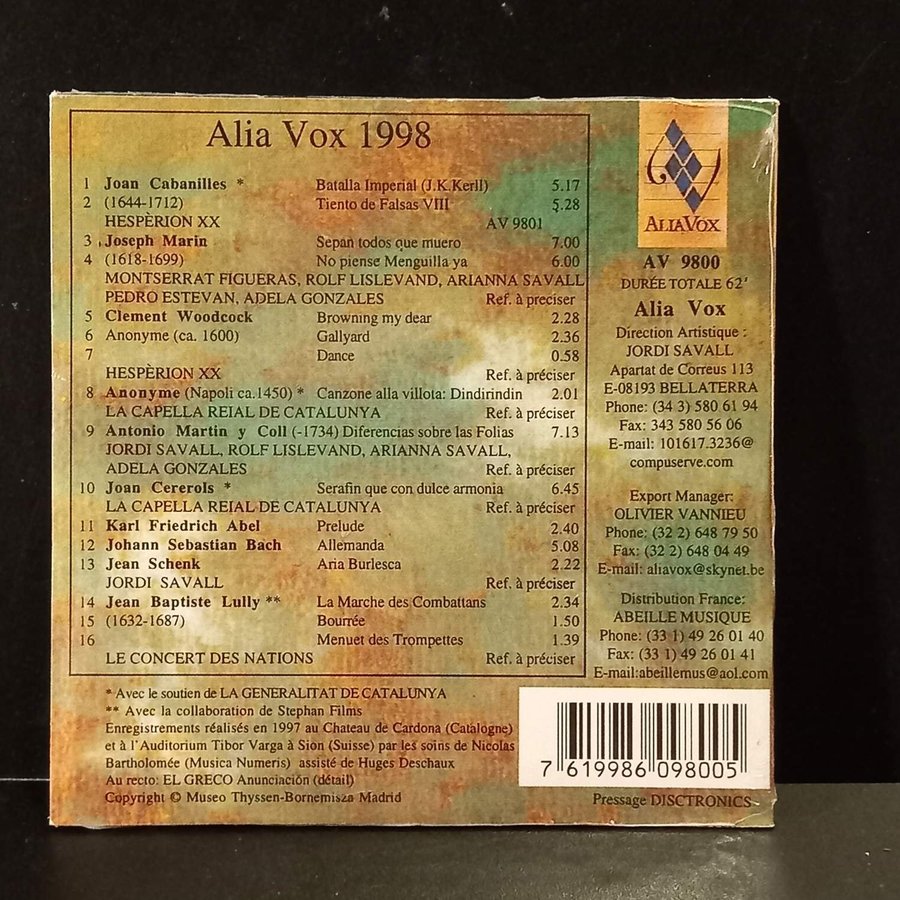 Alia Vox 1998
1 Joan Cabanilles * Batalla Imperial (J.K.Kerll) 5.17
2 (1644-1712) Tiento de Falsas VIII 5.28
HESPÈRION XX AV 9801
3 Joseph Marin Sepan todos que muero 7.00
4 (1618-1699) No piense Menguilla ya 6.00
MONTSERRAT FIGUERAS, ROLF LISLEVAND, ARIANNA SAVALL
PEDRO ESTEVAN, ADELA GONZALES Ref. à preciser
5 Clement Woodcock Browning my dear 2.28
6 Anonyme (ca. 1600) Gallyard 2.36
7 Dance 0.58
HESPÈRION XX Ref. à préciser
8 Anonyme (Napoli ca.1450) * Canzone alla villota: Dindirindin 2.01
LA CAPELLA REIAL DE CATALUNYA Ref. à préciser
9 Antonio Martin y Coll (-1734) Diferencias sobre las Folias 7.13
JORDI SAVALL, ROLF LISLEVAND, ARIANNA SAVALL,
ADELA GONZALES Ref. à préciser
10 Joan Cererols * Serafin que con dulce armonia 6.45
LA CAPELLA REIAL DE CATALUNYA Ref. à préciser
11 Karl Friedrich Abel Prelude 2.40
12 Johann Sebastian Bach Allemanda 5.08
13 Jean Schenk Aria Burlesca 2.22
JORDI SAVALL Ref. à préciser
14 Jean Baptiste Lully ** La Marche des Combattans 2.34
15 (1632-1687) Bourrée 1.50
16 Menuet des Trompettes 1.39
LE CONCERT DES NATIONS Ref. à préciser
* Avec le soutien de LA GENERALITAT DE CATALUNYA
** Avec la collaboration de Stephan Films
Enregistrements réalisés en 1997 au Chateau de Cardona (Catalogne)
et à l'Auditorium Tibor Varga à Sion (Suisse) par les soins de Nicolas
Bartholomée (Musica Numeris) assisté de Huges Deschaux
Au recto: EL GRECO Anunciación (détail)
Copyright © Museo Thyssen-Bornemisza Madrid
ALIAVOX
AV 9800
DURÉE TOTALE 62'
Alia Vox
Direction Artistique :
JORDI SAVALL
Apartat de Correus 113
E-08193 BELLATERRA
Phone: (34 3) 580 61 94
Fax: 343 580 56 06
E-mail: 101617.3236@
compuserve.com
Export Manager:
OLIVIER VANNIEU
Phone: (32 2) 648 79 50
Fax: (32 2) 648 04 49
E-mail: aliavox@skynet.be
Distribution France:
ABEILLE MUSIQUE
Phone: (33 1) 49 26 01 40
Fax: (33 1) 49 26 01 41
E-mail:abeillemus@aol.com
7 619986 098005
Pressage DISCTRONICS